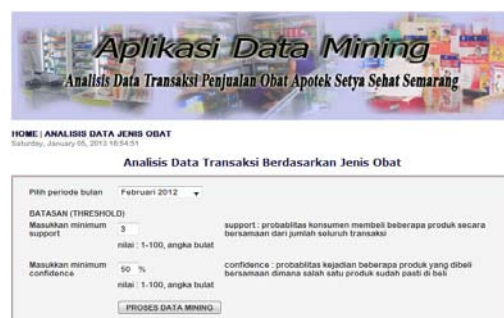 Aplikasi Data Mining
Analisis Data Transaksi Penjualan Obat Apotek Setya Sehat Semarang
HOME | ANALISIS DATA JENIS OBAT
Saturday, January 05, 2013 16:54:51
Analisis Data Transaksi Berdasarkan Jenis Obat
Pilih periode bulan Februari 2012
BATASAN (THRESHOLD)
Masukkan minimum support : probablitas konsumen membeli beberapa produk secara
support 3 bersamaan dari jumlah seluruh transaksi
nilai : 1-100, angka bulat
Masukkan minimum confidence : probablitas kejadian beberapa produk yang dibeli
confidence 50 % bersamaan dimana salah satu produk sudah pasti di beli
nilai : 1-100, angka bulat
PROSES DATA MINING